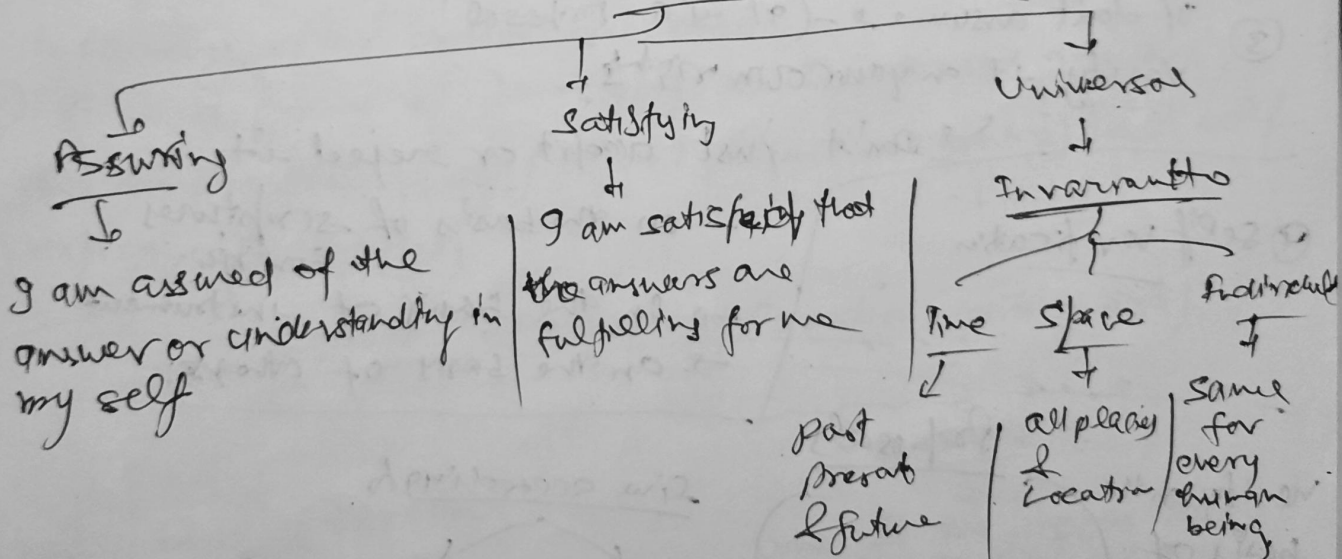 Assuring
I am assured of the
answer or understanding in
my self
Satisfying
I am satisfied that
the answers are
fulfilling for me
Universal
Invariant to
Time
past
present
& future
Space
all places
&
Location
Individual
Same
for
every
human
being